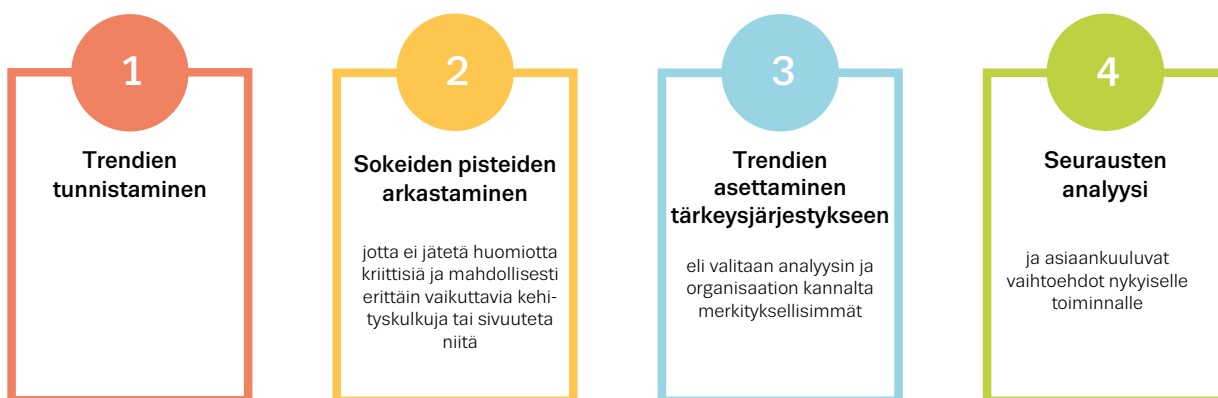 1
Trendien
tunnistaminen
2
Sokeiden pisteiden
arkastaminen
jotta ei jätetä huomiotta
kriittisiä ja mahdollisesti
erittäin vaikuttavia kehi-
tyskulkuja tai sivuuteta
niitä
3
Trendien
asettaminen
tärkeysjärjestykseen
eli valitaan analyysin ja
organisaation kannalta
merkityksellisimmät
4
Seurausten
analyysi
ja asiaankuuluvat
vaihtoehdot nykyiselle
toiminnalle